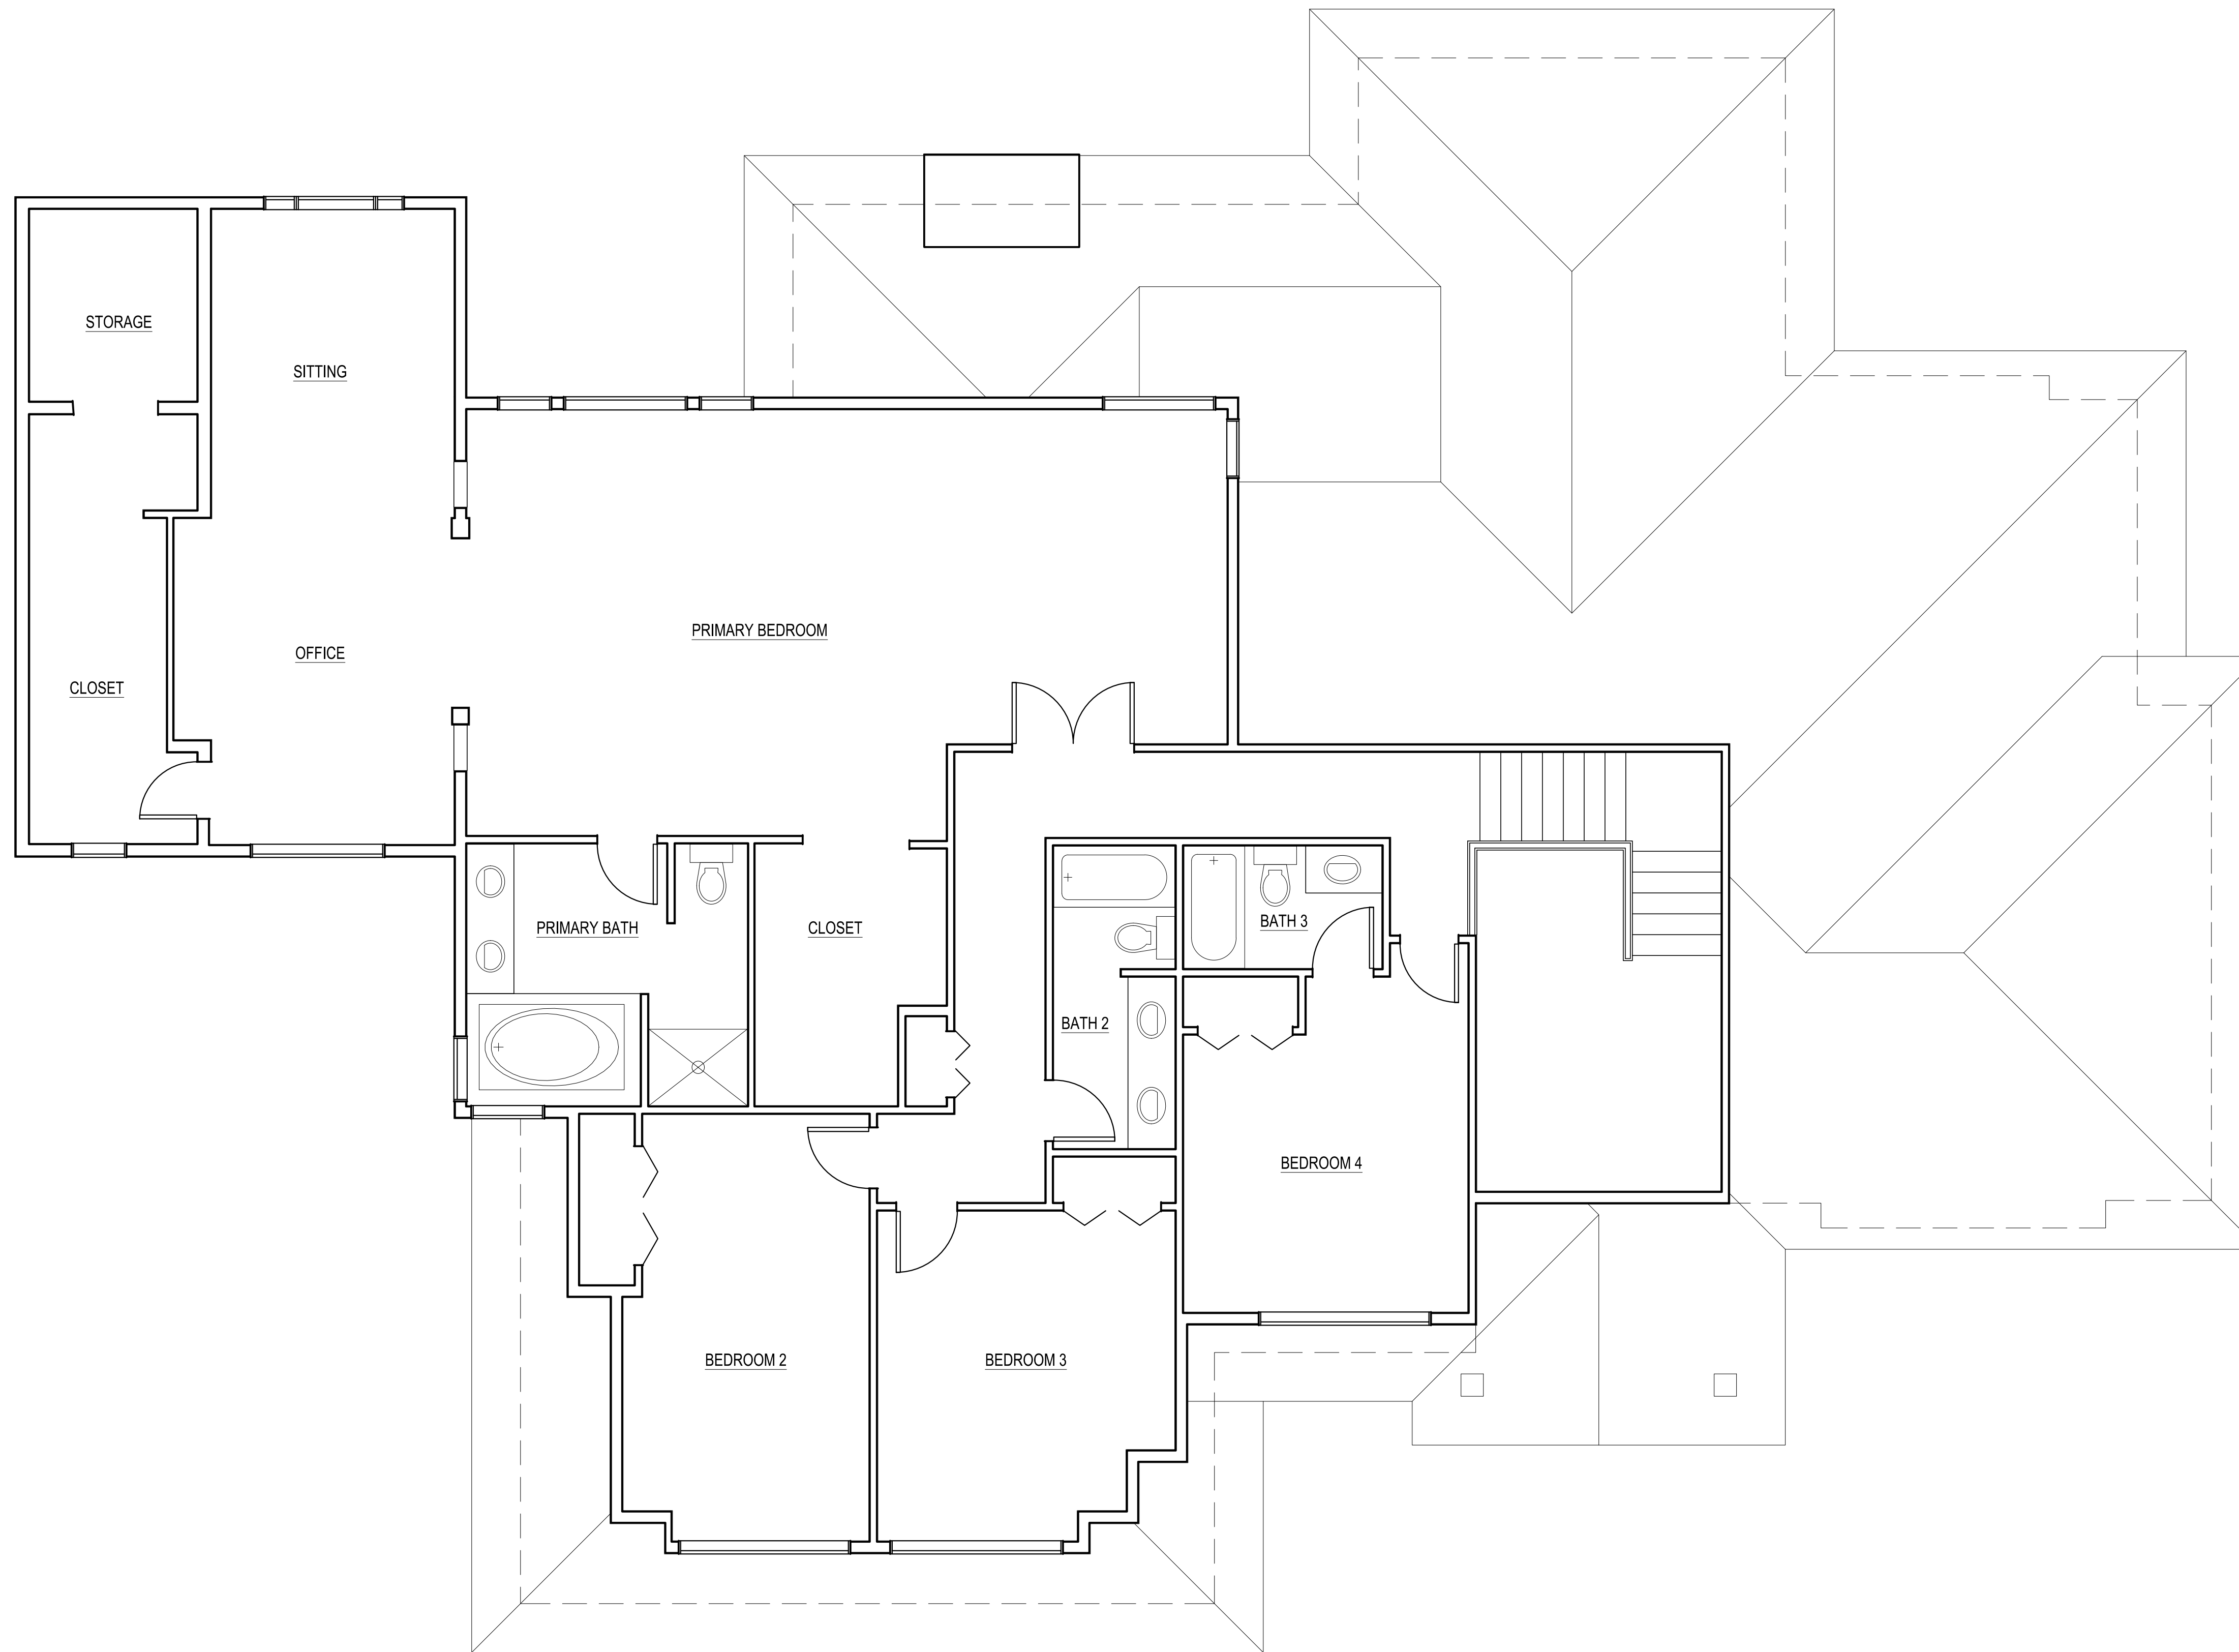 STORAGE
SITTING
PRIMARY BEDROOM
OFFICE
CLOSET
PRIMARY BATH
CLOSET
BATH 3
BATH 2
BEDROOM 4
BEDROOM 2
BEDROOM 3